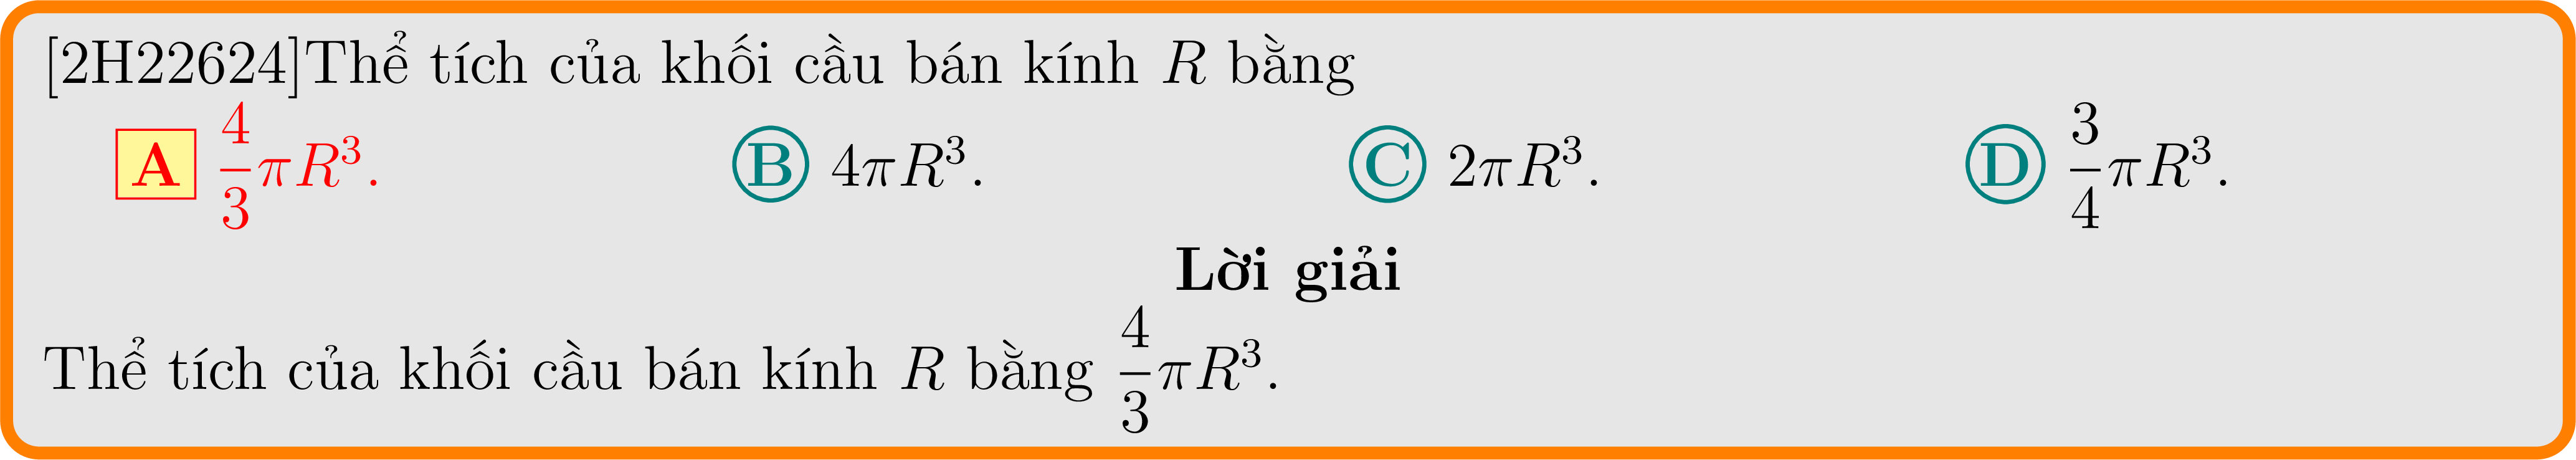 [2H22624]Thể tích của khối cầu bán kính R bằng
A $\frac{4}{3}\pi R^3$. B $4\pi R^3$. C $2\pi R^3$. D $\frac{3}{4}\pi R^3$.
Lời giải
Thể tích của khối cầu bán kính R bằng $\frac{4}{3}\pi R^3$.